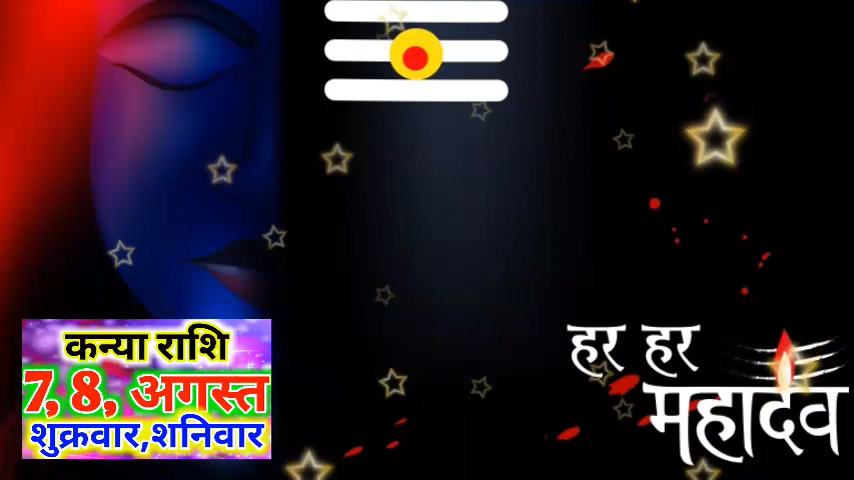 कन्या राशि
7, 8, अगस्त
शुक्रवार,शनिवार
हर हर
महादेव